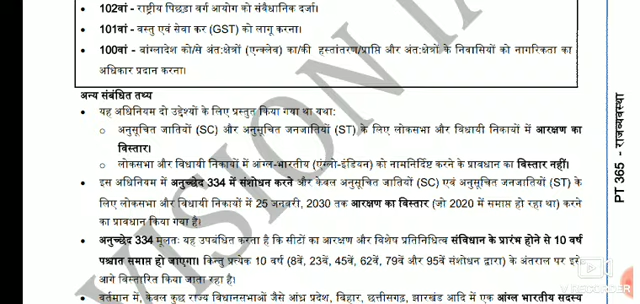 • 102वां - राष्ट्रीय पिछड़ा वर्ग आयोग को संवैधानिक दर्जा।
• 101वां - वस्तु एवं सेवा कर (GST) को लागू करना।
• 100वां - बांग्लादेश को/से अंत:क्षेत्रों (एन्क्लेव) का/की हस्तांतरण/प्राप्ति और अंत:क्षेत्रों के निवासियों को नागरिकता का
अधिकार प्रदान करना।
अन्य संबंधित तथ्य
• यह अधिनियम दो उद्देश्यों के लिए प्रस्तुत किया गया था यथा:
○ अनुसूचित जातियों (SC) और अनुसूचित जनजातियों (ST) के लिए लोकसभा और विधायी निकायों में आरक्षण का
विस्तार।
○ लोकसभा और विधायी निकायों में आंग्ल-भारतीय (एंग्लो-इंडियन) को नामनिर्दिष्ट करने के प्रावधान का विस्तार नहीं।
• इस अधिनियम में अनुच्छेद 334 में संशोधन करने और केवल अनुसूचित जातियों (SC) एवं अनुसूचित जनजातियों (ST) के
लिए लोकसभा और विधायी निकायों में 25 जनवरी, 2030 तक आरक्षण का विस्तार (जो 2020 में समाप्त हो रहा था) करने
का प्रावधान किया गया है।
• अनुच्छेद 334 मूलतः यह उपबंधित करता है कि सीटों का आरक्षण और विशेष प्रतिनिधित्व संविधान के प्रारंभ होने से 10 वर्ष
पश्चात समाप्त हो जाएगा। किन्तु प्रत्येक 10 वर्ष (8वें, 23वें, 45वें, 62वें, 79वें और 95वें संशोधन द्वारा) के अंतराल पर इसे
आगे विस्तारित किया जाता रहा है।
• वर्तमान में, केवल कुछ राज्य विधानसभाओं जैसे आंध्र प्रदेश, बिहार, छत्तीसगढ़, झारखंड आदि में एक आंग्ल भारतीय सदस्य
PT 365 - राजव्यवस्था
VISION
RECORDER